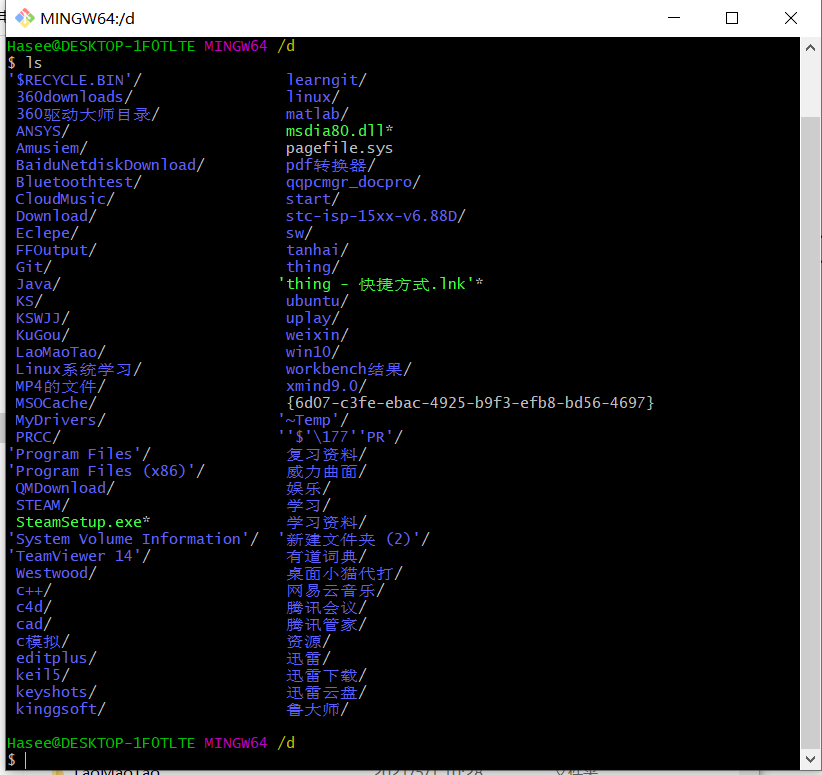 MINGW64:/d
Hasee@DESKTOP-1F0TLTE MINGW64 /d
$ ls
'$RECYCLE.BIN'/ learngit/
360downloads/ linux/
360驱动大师目录/ matlab/
ANSYS/ msdia80.dll*
Amusiem/ pagefile.sys
BaiduNetdiskDownload/ pdf转换器/
Bluetoothtest/ qqpcmgr_docpro/
CloudMusic/ start/
Download/ stc-isp-15xx-v6.88D/
Eclepe/ sw/
FFOutput/ tanhai/
Git/ thing/
Java/ 'thing - 快捷方式.lnk'*
KS/ ubuntu/
KSWJJ/ uplay/
KuGou/ weixin/
LaoMaoTao/ win10/
Linux系统学习/ workbench结果/
MP4的文件/ xmind9.0/
MSOCache/ {6d07-c3fe-ebac-4925-b9f3-efb8-bd56-4697}
MyDrivers/ '~Temp'/
PRCC/ ''$'\177''PR'/
'Program Files'/ 复习资料/
'Program Files (x86)'/ 威力曲面/
QMDownload/ 娱乐/
STEAM/ 学习/
SteamSetup.exe* 学习资料/
'System Volume Information'/ '新建文件夹 (2)'/
'TeamViewer 14'/ 有道词典/
Westwood/ 桌面小猫代打/
c++/ 网易云音乐/
c4d/ 腾讯会议/
cad/ 腾讯管家/
c模拟/ 资源/
editplus/ 迅雷/
keil5/ 迅雷下载/
keyshots/ 迅雷云盘/
kinggsoft/ 鲁大师/
Hasee@DESKTOP-1F0TLTE MINGW64 /d
$